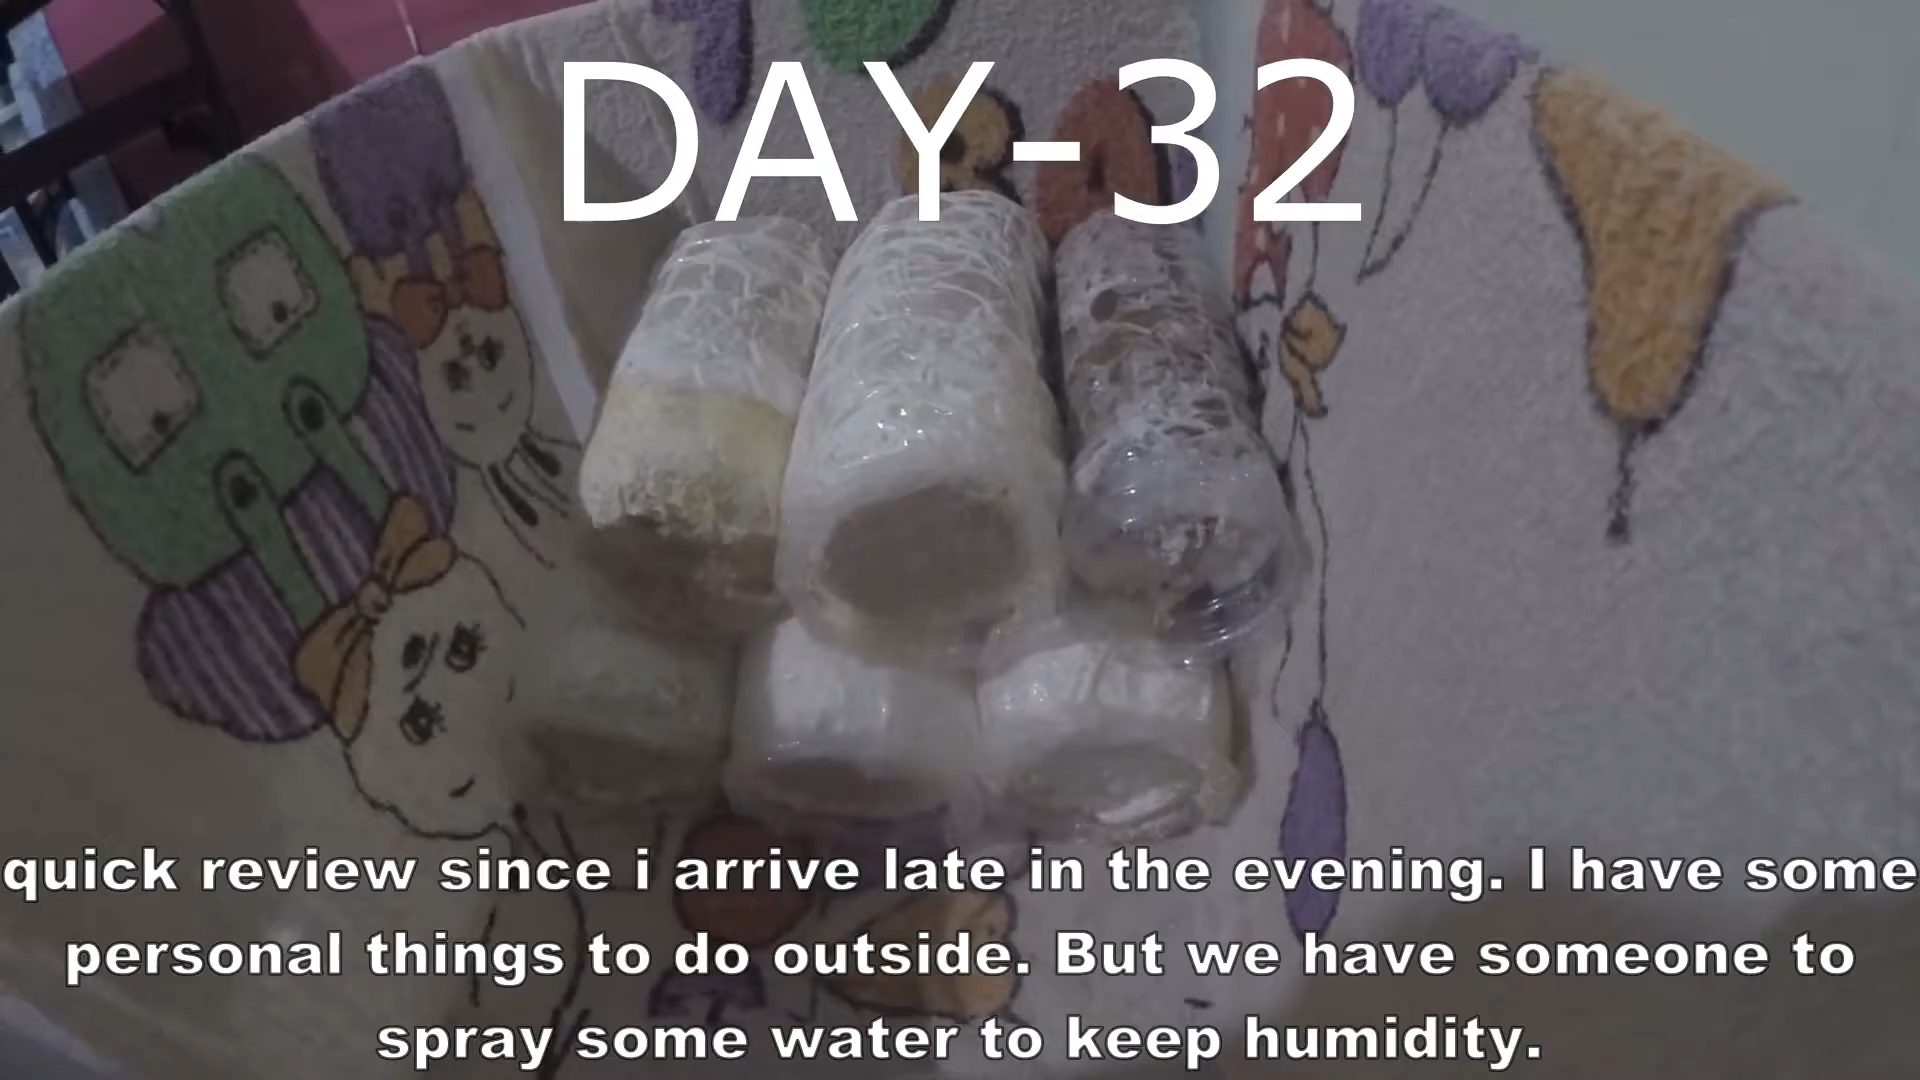 DAY-32
quick review since i arrive late in the evening. I have some
personal things to do outside. But we have someone to
spray some water to keep humidity.